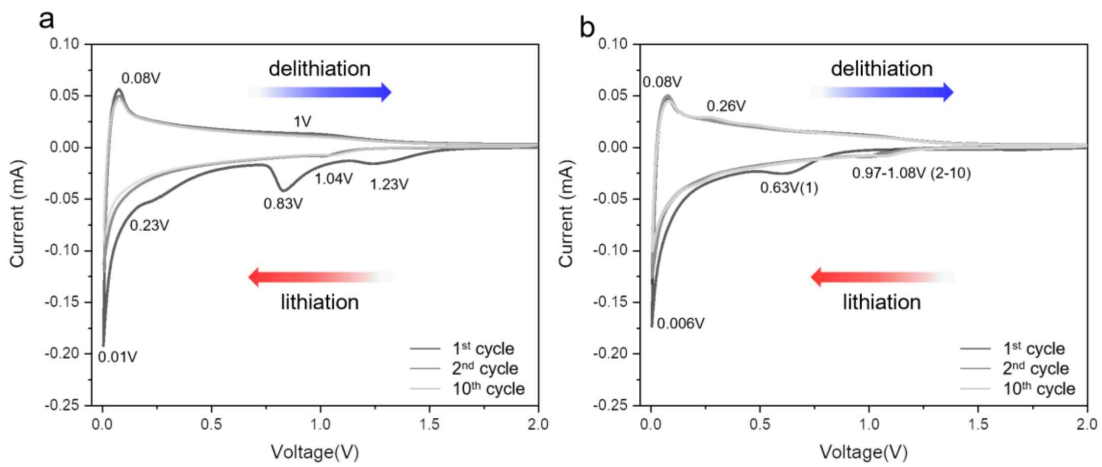 a
0.10
0.05
0.00
-0.05
-0.10
-0.15
-0.20
-0.25
Current (mA)
0.08V
delithiation
1V
1.04V
1.23V
0.83V
0.23V
lithiation
0.01V
1st cycle
2nd cycle
10th cycle
0.0 0.5 1.0 1.5 2.0
Voltage(V)
b
0.10
0.05
0.00
-0.05
-0.10
-0.15
-0.20
-0.25
Current (mA)
delithiation
0.08V
0.26V
0.63V(1)
0.97-1.08V (2-10)
lithiation
0.006V
1st cycle
2nd cycle
10th cycle
0.0 0.5 1.0 1.5 2.0
Voltage(V)